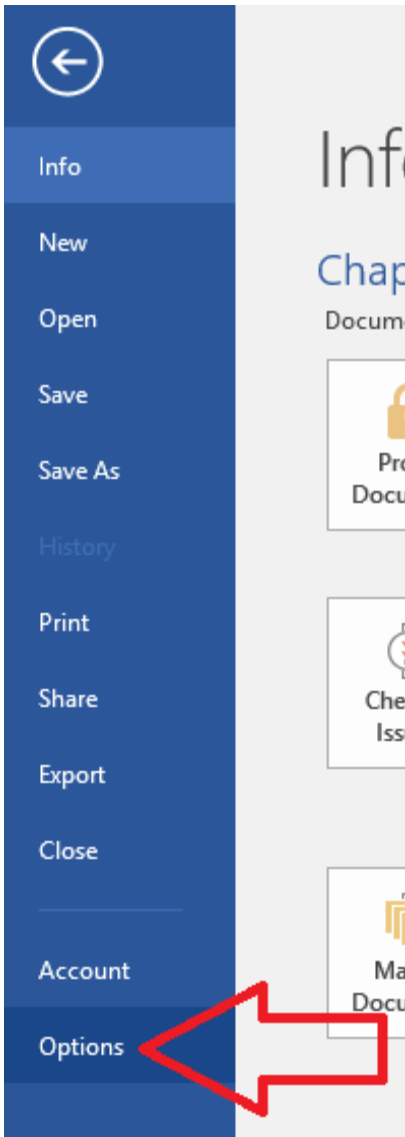 Info
New
Open
Save
Save As
History
Print
Share
Export
Close
Account
Options